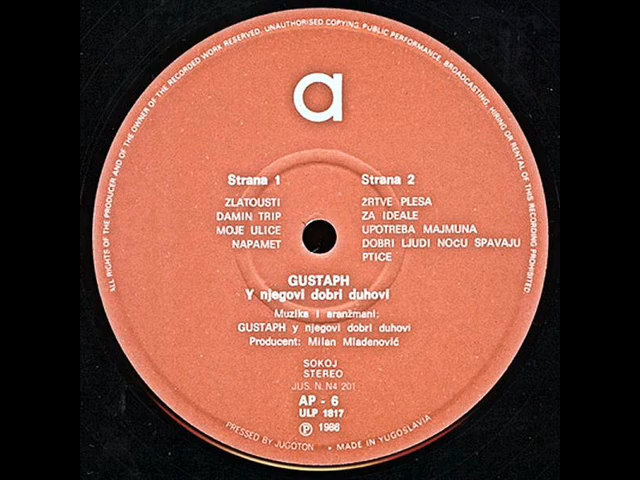 ALL RIGHTS OF THE PRODUCER AND OF THE OWNER OF THE RECORDED WORK RESERVED. UNAUTHORISED COPYING, PUBLIC PERFORMANCE, BROADCASTING, HIRING OR RENTAL OF THIS RECORDING PROHIBITED.
a
Strana 1
ZLATOUSTI
DAMIN TRIP
MOJE ULICE
NAPAMET
Strana 2
ŽRTVE PLESA
ZA IDEALE
UPOTREBA MAJMUNA
DOBRI LJUDI NOCU SPAVAJU
PTICE
GUSTAPH
Y njegovi dobri duhovi
Muzika i aranžmani:
GUSTAPH y njegovi dobri duhovi
Producent: Milan Mladenović
SOKOJ
STEREO
JUS. N. N4 201
AP - 6
ULP 1817
Ⓟ 1986
PRESSED BY JUGOTON • MADE IN YUGOSLAVIA